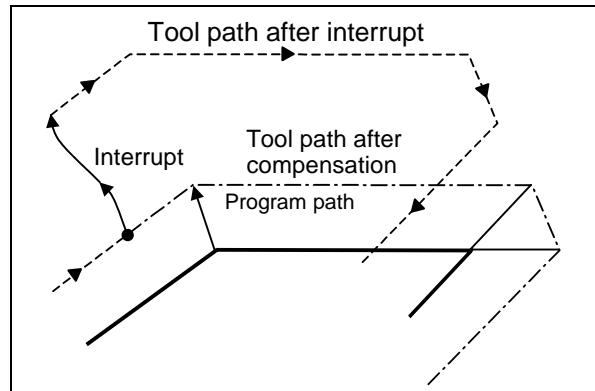 Tool path after interrupt
Interrupt
Tool path after
compensation
Program path